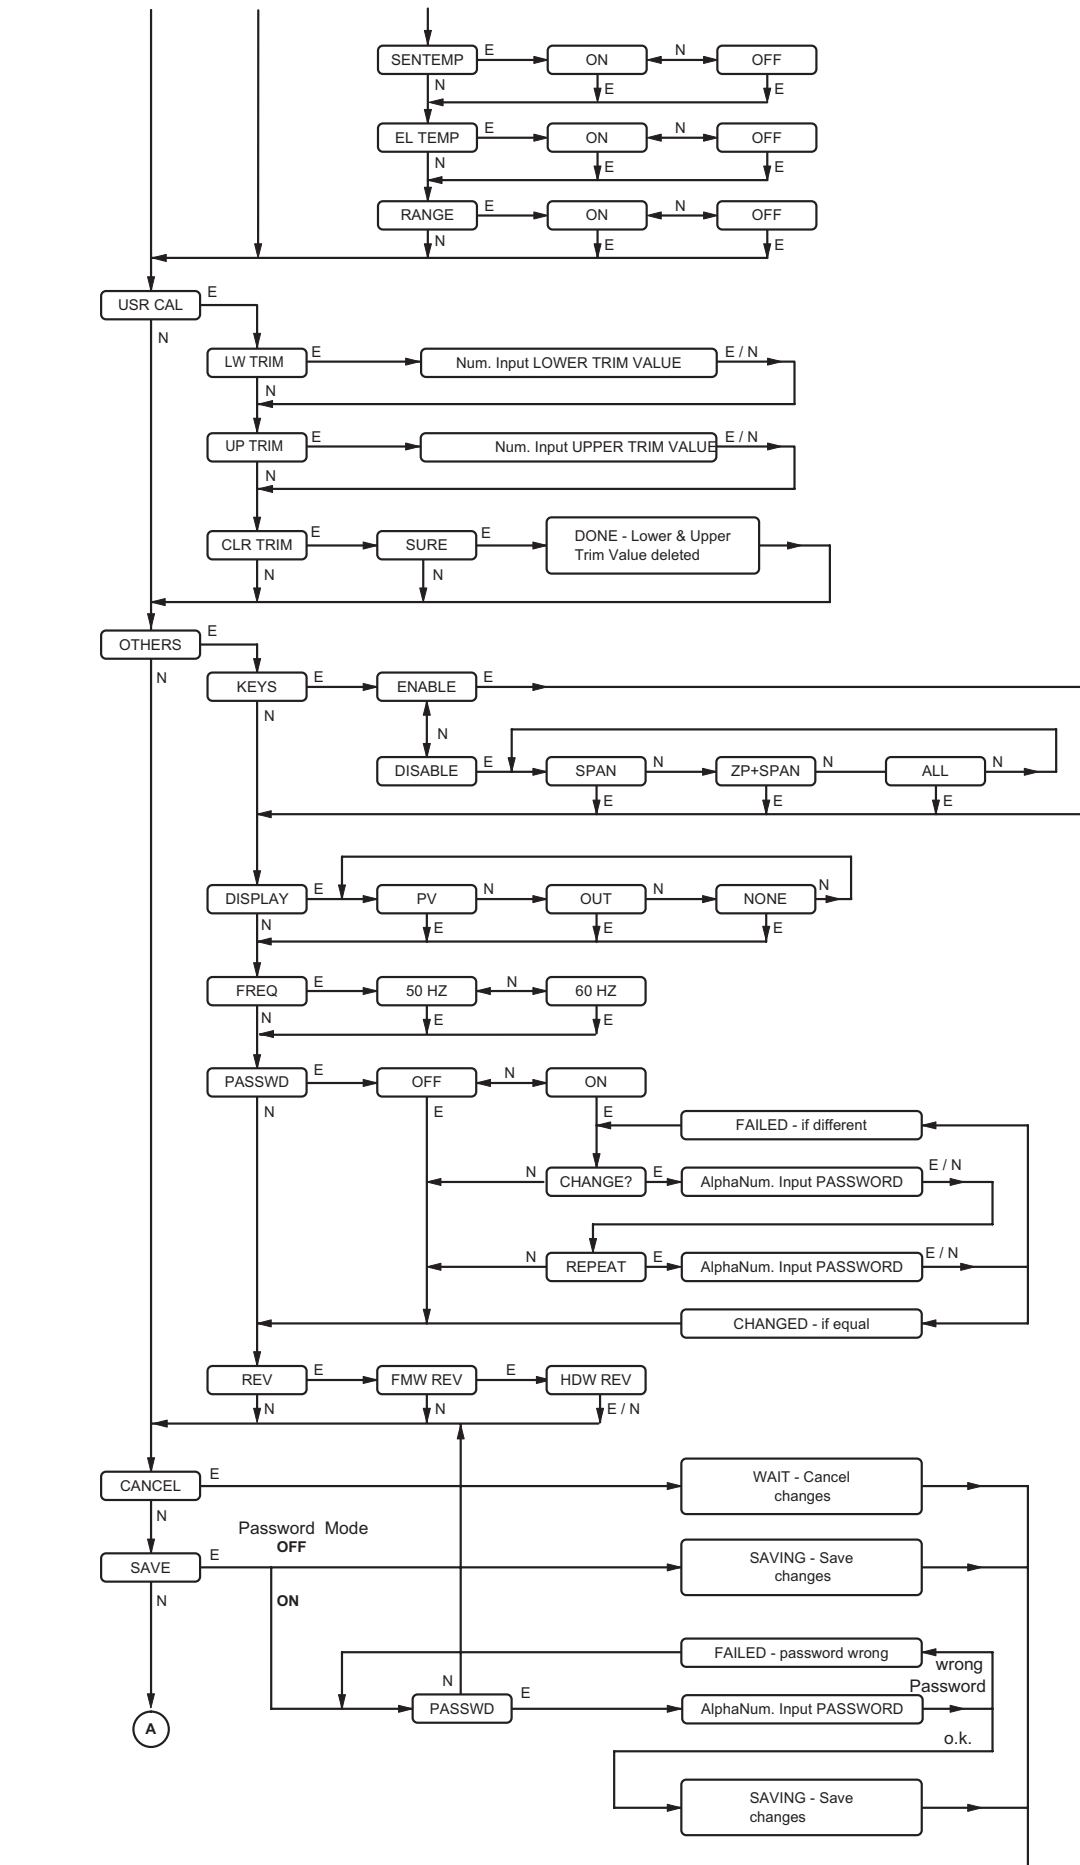 SENTEMP E ON N OFF
N E E
EL TEMP E ON N OFF
N E E
RANGE E ON N OFF
N E E
USR CAL E
N
LW TRIM E Num. Input LOWER TRIM VALUE E / N
N
UP TRIM E Num. Input UPPER TRIM VALUE E / N
N
CLR TRIM E SURE E DONE - Lower & Upper
Trim Value deleted
N N
OTHERS E
N
KEYS E ENABLE E
N
N
DISABLE E SPAN N ZP+SPAN N ALL N
E E E
DISPLAY E PV N OUT N NONE N
N E E E
FREQ E 50 HZ N 60 HZ
N E E
PASSWD E OFF N ON
N E E
FAILED - if different
N CHANGE? E AlphaNum. Input PASSWORD E / N
N REPEAT E AlphaNum. Input PASSWORD E / N
CHANGED - if equal
REV E FMW REV E HDW REV
N N E / N
CANCEL E WAIT - Cancel
changes
N
Password Mode
OFF
SAVE E SAVING - Save
changes
N ON
FAILED - password wrong
wrong
Password
N
PASSWD E AlphaNum. Input PASSWORD
A
o.k.
SAVING - Save
changes